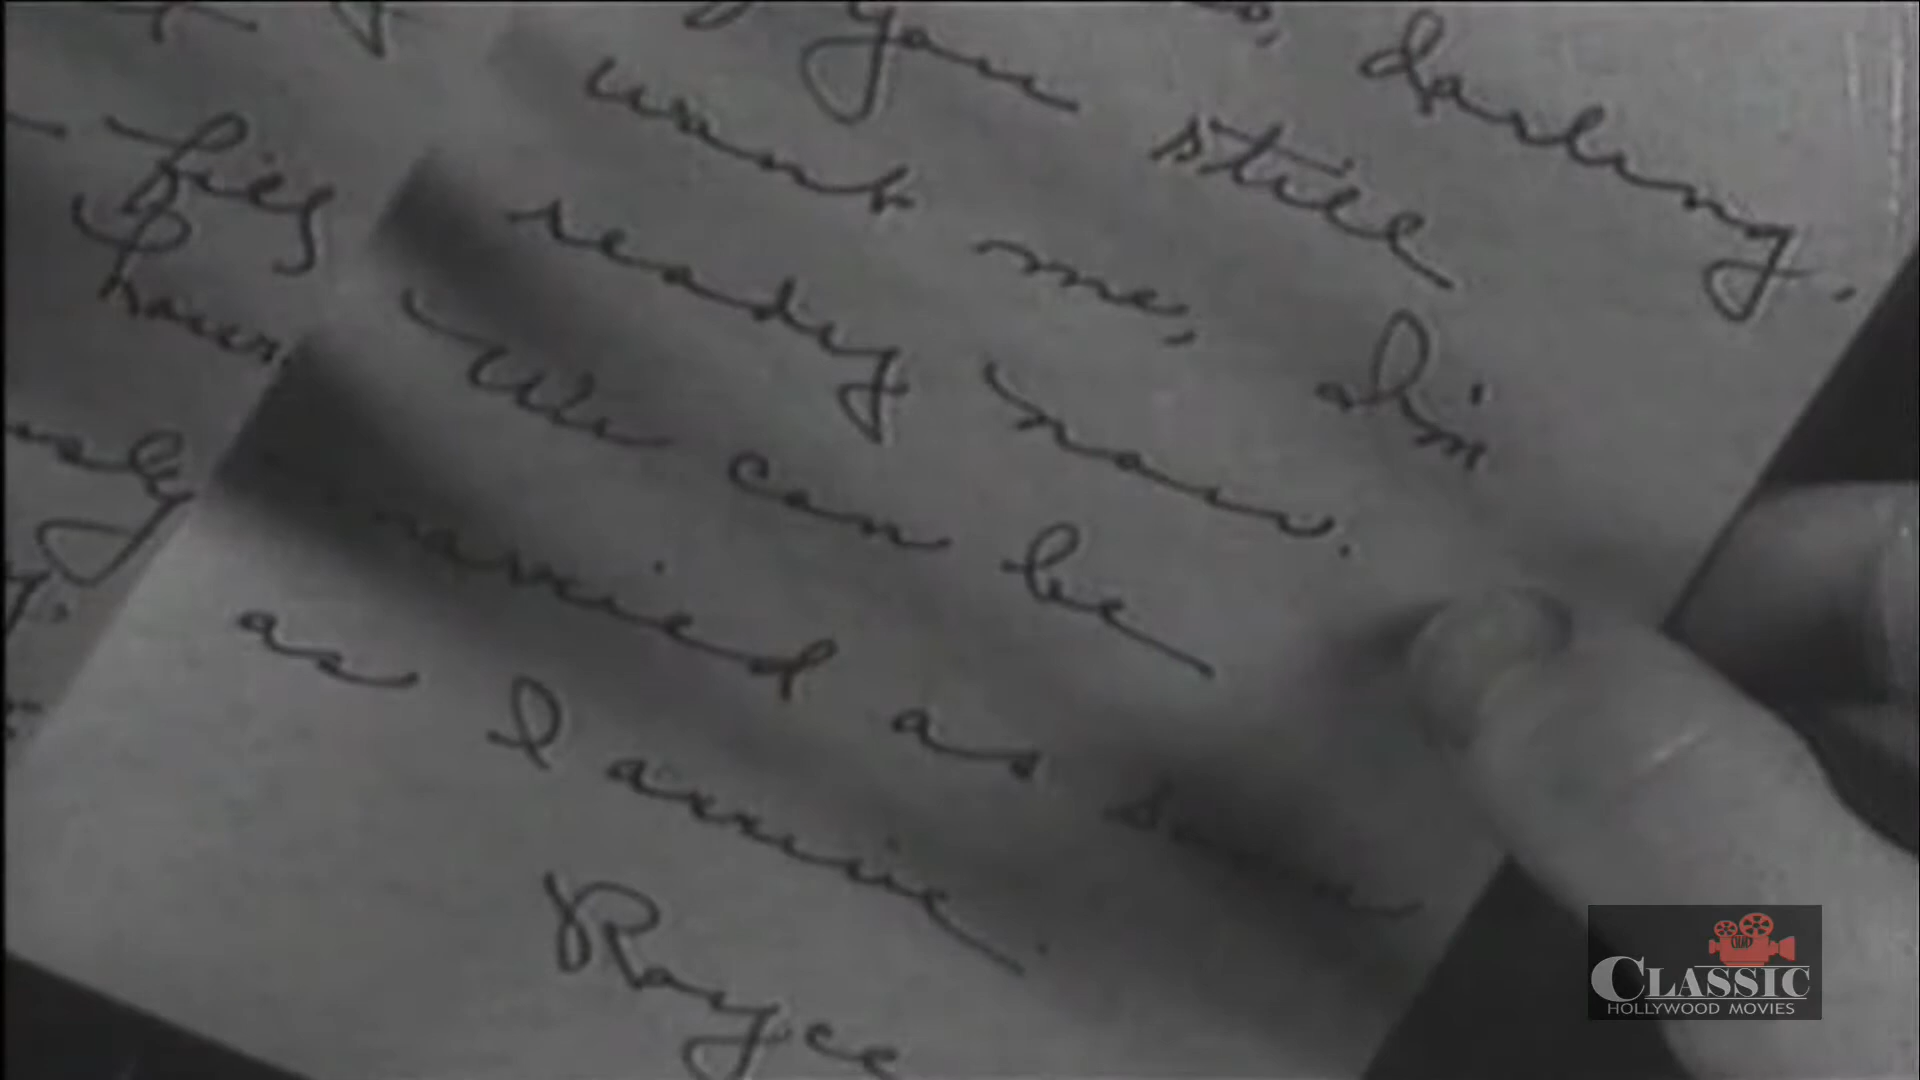 darling.
you still
want me, I'm
ready now.
We can be
married as soon
as I arrive.
Royce
CLASSIC
HOLLYWOOD MOVIES